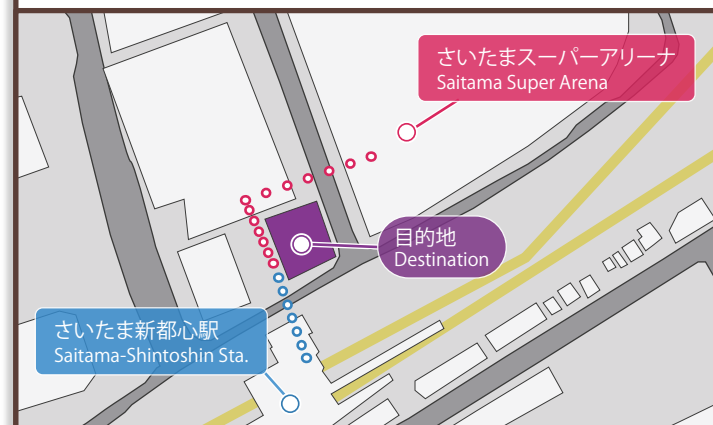 さいたまスーパーアリーナ
Saitama Super Arena
目的地
Destination
さいたま新都心駅
Saitama-Shintoshin Sta.